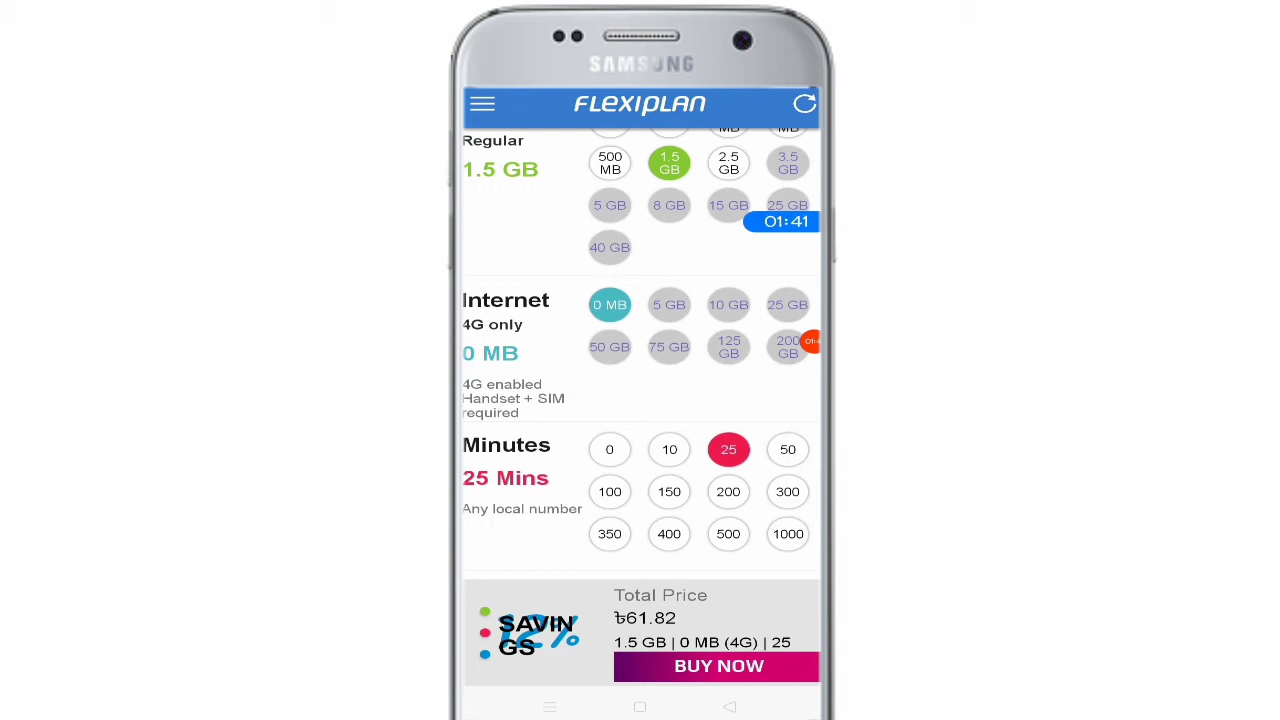 SAMSUNG
FLEXIPLAN
MB MB
Regular
1.5 GB
500 MB
1.5 GB
2.5 GB
3.5 GB
5 GB
8 GB
15 GB
25 GB
01:41
40 GB
Internet
4G only
0 MB
4G enabled
Handset + SIM
required
0 MB
5 GB
10 GB
25 GB
50 GB
75 GB
125 GB
200 GB
Minutes
25 Mins
Any local number
0 10 25 50
100 150 200 300
350 400 500 1000
12%
SAVIN
GS
Total Price
৳61.82
1.5 GB | 0 MB (4G) | 25
BUY NOW